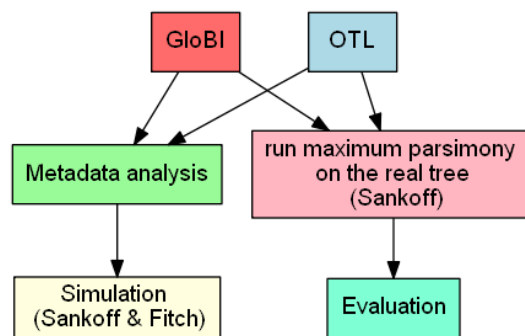 GloBI
OTL
Metadata analysis
run maximum parsimony
on the real tree
(Sankoff)
Simulation
(Sankoff & Fitch)
Evaluation